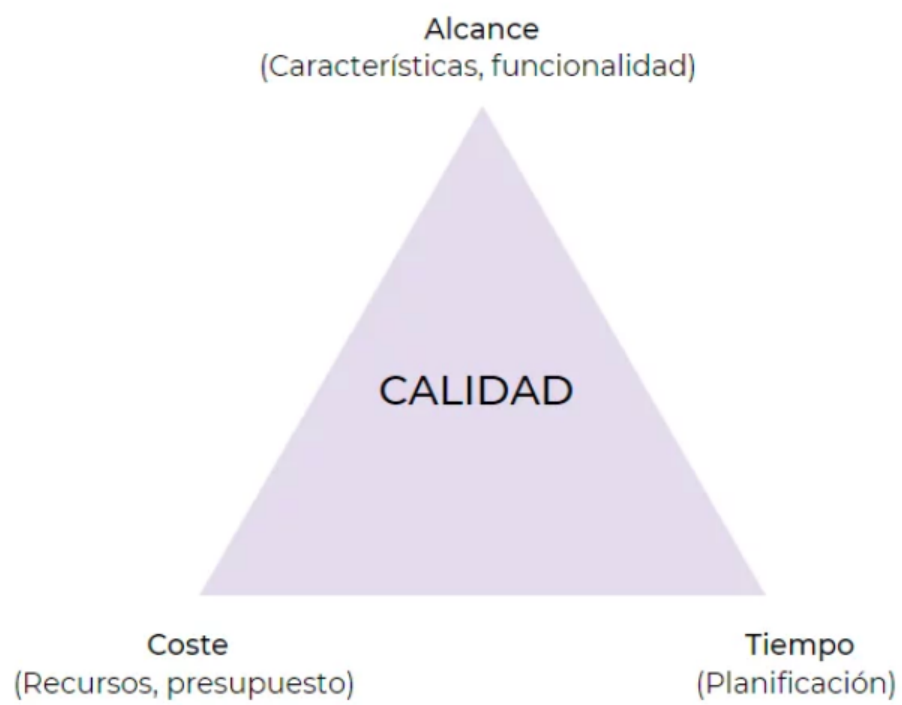 Alcance
(Características, funcionalidad)
CALIDAD
Coste
(Recursos, presupuesto)
Tiempo
(Planificación)